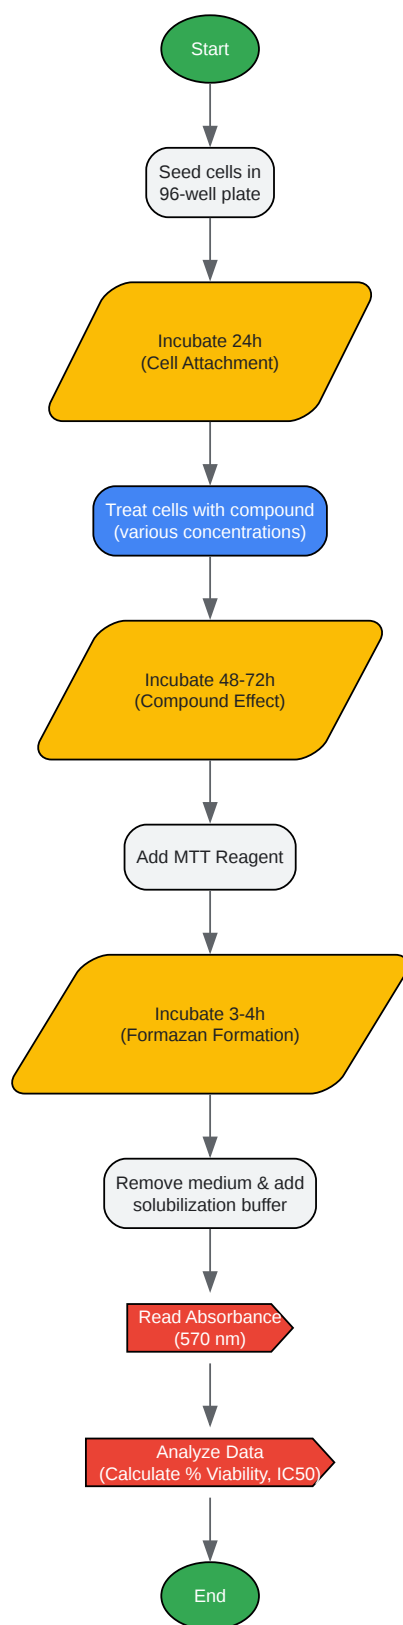 Start
Seed cells in
96-well plate
Incubate 24h
(Cell Attachment)
Treat cells with compound
(various concentrations)
Incubate 48-72h
(Compound Effect)
Add MTT Reagent
Incubate 3-4h
(Formazan Formation)
Remove medium & add
solubilization buffer
Read Absorbance
(570 nm)
Analyze Data
(Calculate % Viability, IC50)
End